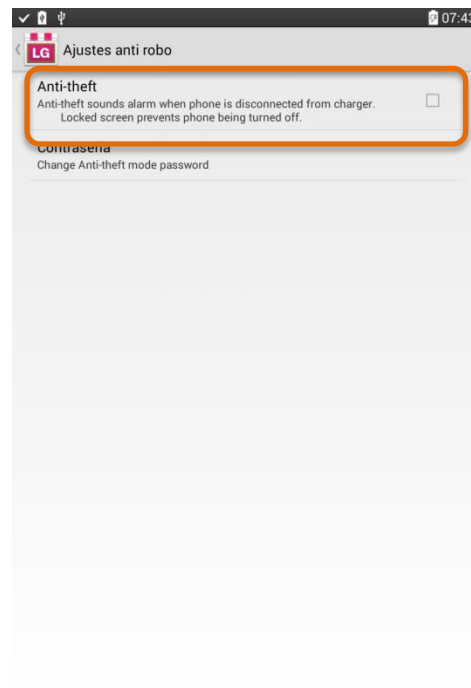 07:43
LG Ajustes anti robo
Anti-theft
Anti-theft sounds alarm when phone is disconnected from charger.
Locked screen prevents phone being turned off.
Contraseña
Change Anti-theft mode password